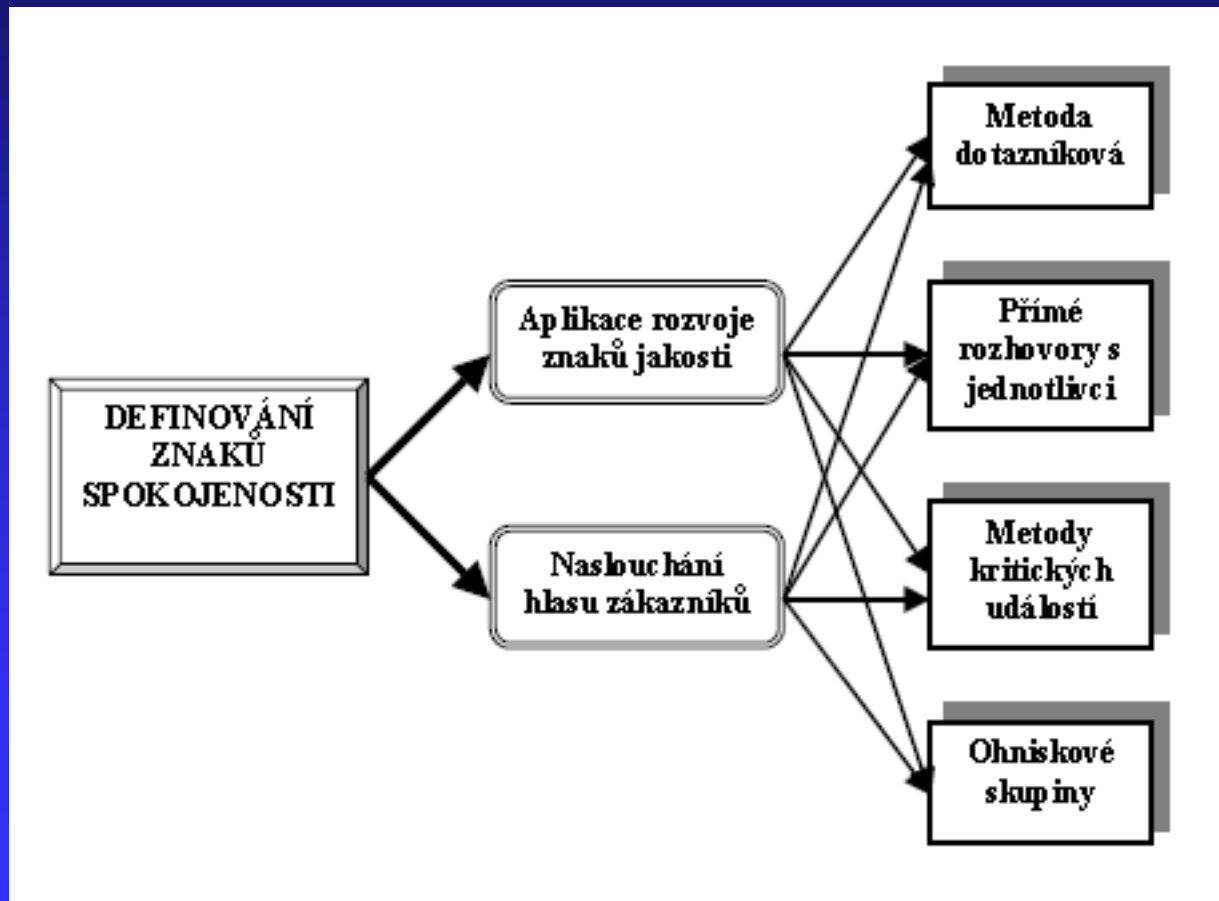 DEFINOVÁNÍ
ZNAKŮ
SPOKOJENOSTI
Aplikace rozvoje
znaků jakosti
Naslouchání
hlasu zákazníků
Metoda
dotazníková
Přímé
rozhovory s
jednotlivci
Metody
kritických
událostí
Ohniskové
skupiny